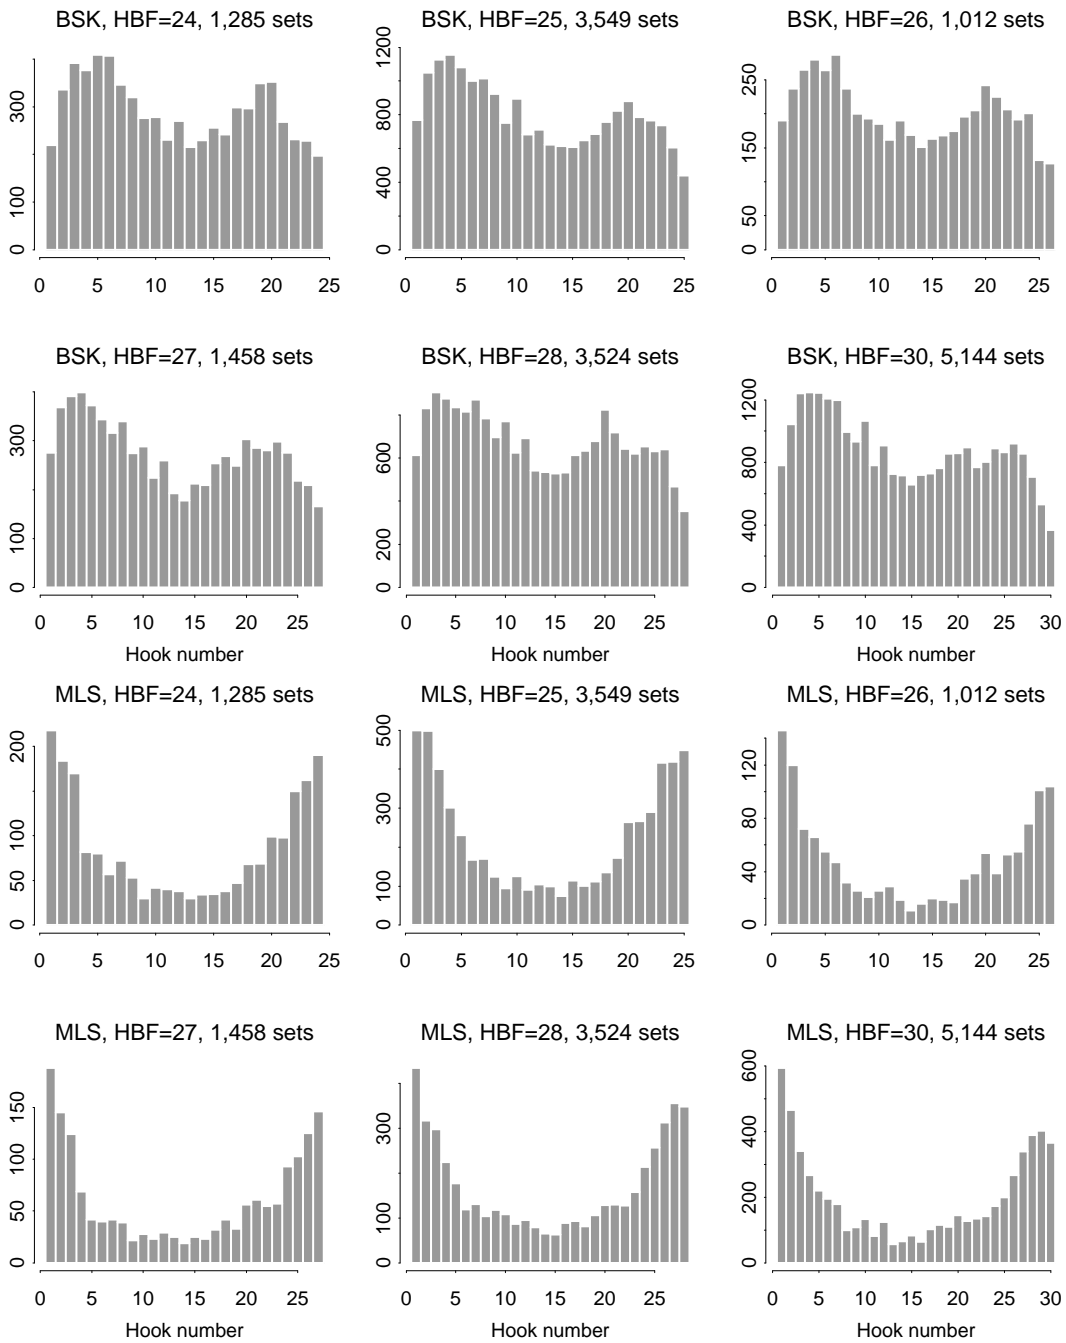 BSK, HBF=24, 1,285 sets
BSK, HBF=25, 3,549 sets
BSK, HBF=26, 1,012 sets
0 100 300
0 400 800 1200
0 50 150 250
0 5 10 15 20 25
0 5 10 15 20 25
0 5 10 15 20 25
BSK, HBF=27, 1,458 sets
BSK, HBF=28, 3,524 sets
BSK, HBF=30, 5,144 sets
0 100 300
0 200 600
0 400 800 1200
0 5 10 15 20 25
0 5 10 15 20 25
0 5 10 15 20 25 30
Hook number
Hook number
Hook number
MLS, HBF=24, 1,285 sets
MLS, HBF=25, 3,549 sets
MLS, HBF=26, 1,012 sets
0 50 100 200
0 100 300 500
0 40 80 120
0 5 10 15 20 25
0 5 10 15 20 25
0 5 10 15 20 25
MLS, HBF=27, 1,458 sets
MLS, HBF=28, 3,524 sets
MLS, HBF=30, 5,144 sets
0 50 100 150
0 100 300
0 200 400 600
0 5 10 15 20 25
0 5 10 15 20 25
0 5 10 15 20 25 30
Hook number
Hook number
Hook number